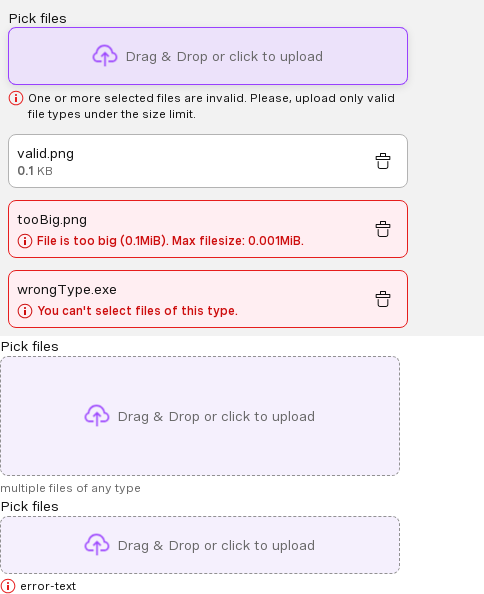 Pick files
Drag & Drop or click to upload
One or more selected files are invalid. Please, upload only valid
file types under the size limit.
valid.png
0.1 KB
tooBig.png
File is too big (0.1MiB). Max filesize: 0.001MiB.
wrongType.exe
You can't select files of this type.
Pick files
Drag & Drop or click to upload
multiple files of any type
Pick files
Drag & Drop or click to upload
error-text